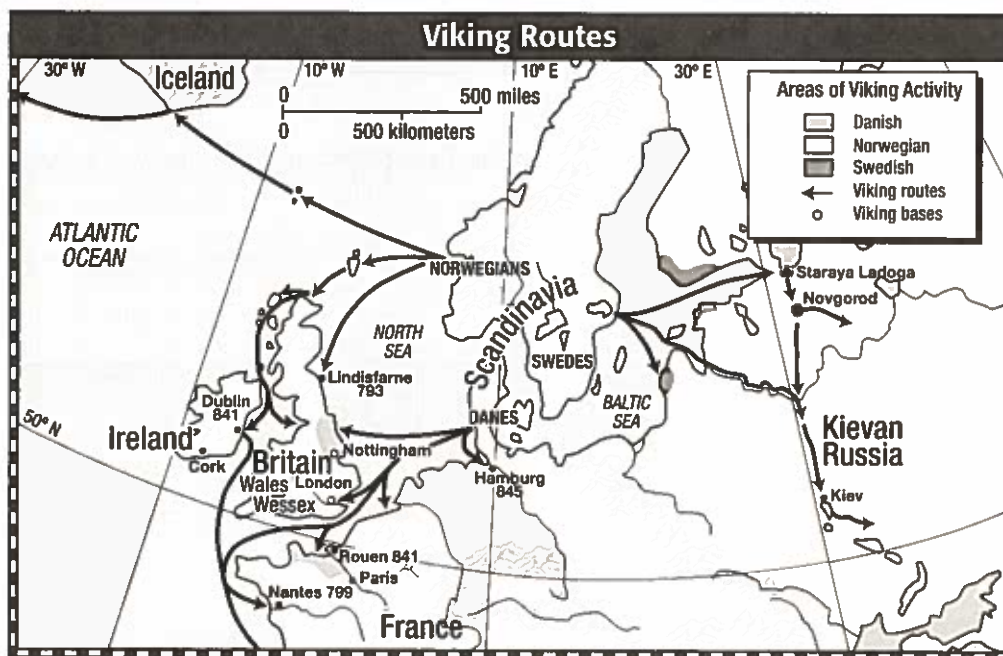 Viking Routes
30° W
10° W
10° E
30° E
Iceland
0
500 miles
0
500 kilometers
Areas of Viking Activity
Danish
Norwegian
Swedish
Viking routes
Viking bases
ATLANTIC
OCEAN
NORWEGIANS
Scandinavia
Staraya Ladoga
Novgorod
NORTH
SEA
SWEDES
Lindisfarne
793
Dublin
841
BALTIC
SEA
DANES
50° N
Ireland
Cork
Britain
Nottingham
Wales
London
Wessex
Hamburg
845
Kievan
Russia
Kiev
Rouen 841
Paris
Nantes 799
France